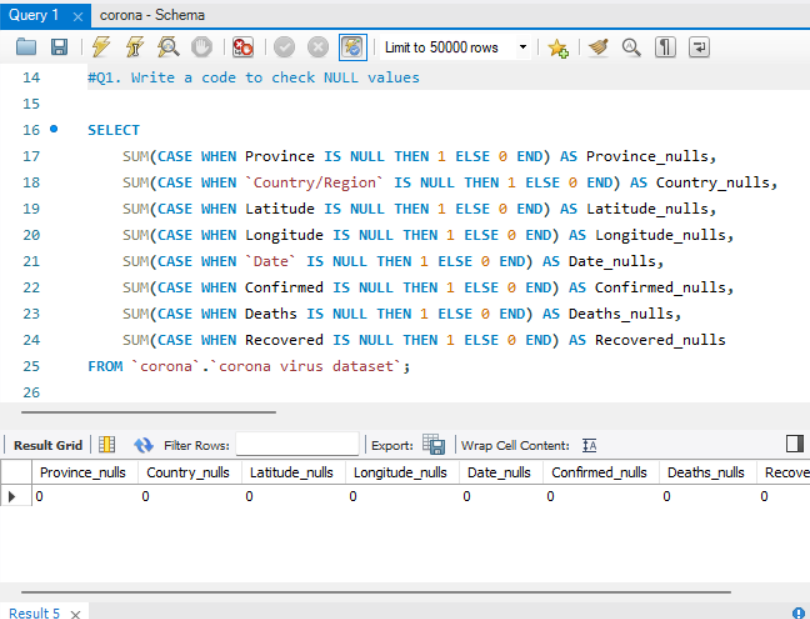 Query 1
corona - Schema
Limit to 50000 rows
14 #Q1. Write a code to check NULL values
15
16 SELECT
17 SUM(CASE WHEN Province IS NULL THEN 1 ELSE 0 END) AS Province_nulls,
18 SUM(CASE WHEN `Country/Region` IS NULL THEN 1 ELSE 0 END) AS Country_nulls,
19 SUM(CASE WHEN Latitude IS NULL THEN 1 ELSE 0 END) AS Latitude_nulls,
20 SUM(CASE WHEN Longitude IS NULL THEN 1 ELSE 0 END) AS Longitude_nulls,
21 SUM(CASE WHEN `Date` IS NULL THEN 1 ELSE 0 END) AS Date_nulls,
22 SUM(CASE WHEN Confirmed IS NULL THEN 1 ELSE 0 END) AS Confirmed_nulls,
23 SUM(CASE WHEN Deaths IS NULL THEN 1 ELSE 0 END) AS Deaths_nulls,
24 SUM(CASE WHEN Recovered IS NULL THEN 1 ELSE 0 END) AS Recovered_nulls
25 FROM `corona`.`corona virus dataset`;
26
Result Grid Filter Rows: Export: Wrap Cell Content:
Province_nulls Country_nulls Latitude_nulls Longitude_nulls Date_nulls Confirmed_nulls Deaths_nulls Recove
0 0 0 0 0 0 0 0
Result 5